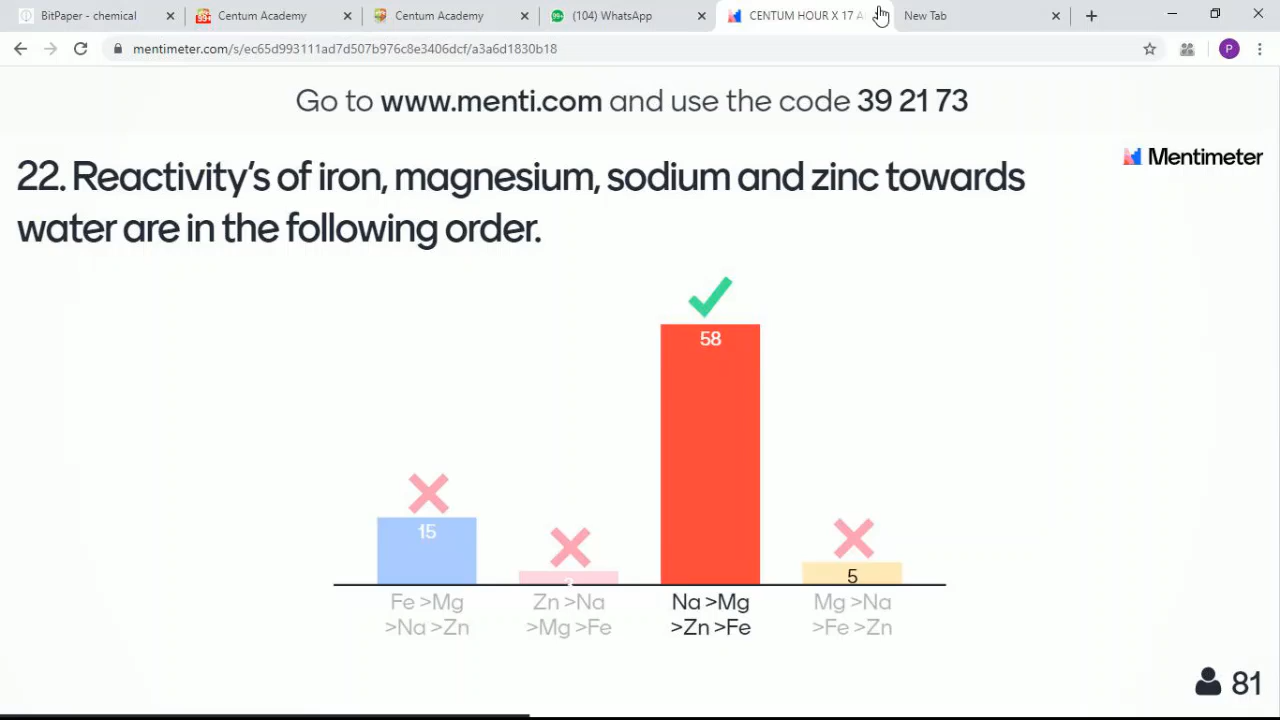 BitPaper - chemical
99+
Centum Academy
Centum Academy
99+
(104) WhatsApp
CENTUM HOUR X 17 A
New Tab
mentimeter.com/s/ec65d993111ad7d507b976c8e3406dcf/a3a6d1830b18
P
Go to www.menti.com and use the code 39 21 73
Mentimeter
22. Reactivity's of iron, magnesium, sodium and zinc towards
water are in the following order.
58
15
3
5
Fe >Mg
>Na >Zn
Zn >Na
>Mg >Fe
Na >Mg
>Zn >Fe
Mg >Na
>Fe >Zn
81